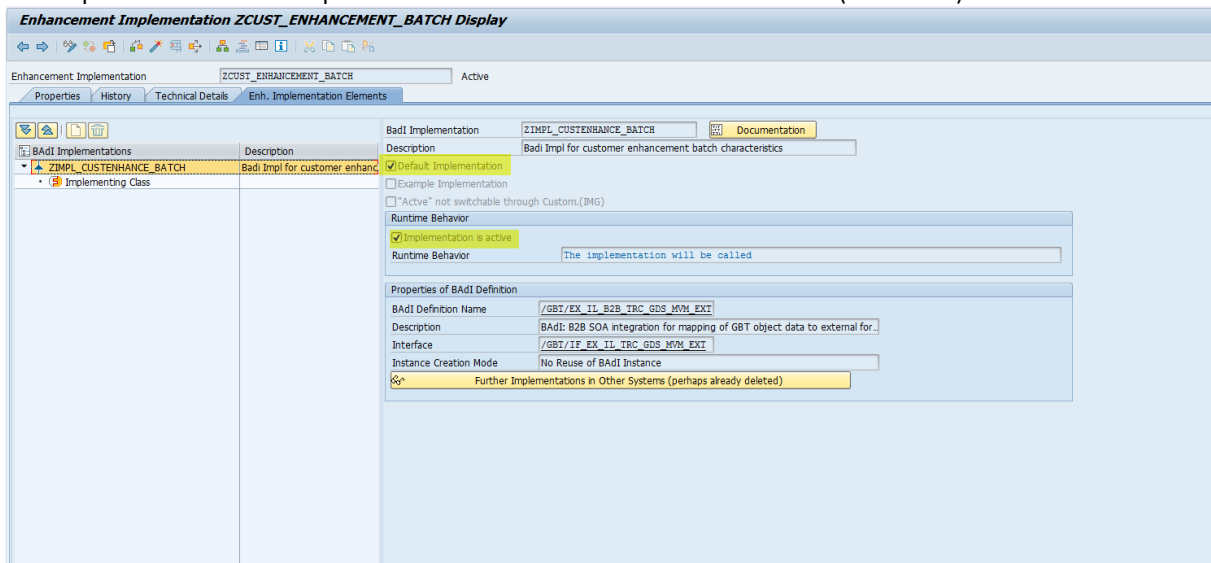 Enhancement Implementation ZCUST_ENHANCEMENT_BATCH Display
Enhancement Implementation ZCUST_ENHANCEMENT_BATCH Active
Properties History Technical Details Enh. Implementation Elements
BAdI Implementations Description
ZIMPL_CUSTENHANCE_BATCH Badi Impl for customer enhanc
Implementing Class
BadI Implementation ZIMPL_CUSTENHANCE_BATCH Documentation
Description Badi Impl for customer enhancement batch characteristics
Default Implementation
Example Implementation
"Actve" not switchable through Custom.(IMG)
Runtime Behavior
Implementation is active
Runtime Behavior The implementation will be called
Properties of BAdI Definition
BAdI Definition Name /GBT/EX_IL_B2B_TRC_GDS_MVM_EXT
Description BAdI: B2B SOA integration for mapping of GBT object data to external for..
Interface /GBT/IF_EX_IL_TRC_GDS_MVM_EXT
Instance Creation Mode No Reuse of BAdI Instance
Further Implementations in Other Systems (perhaps already deleted)